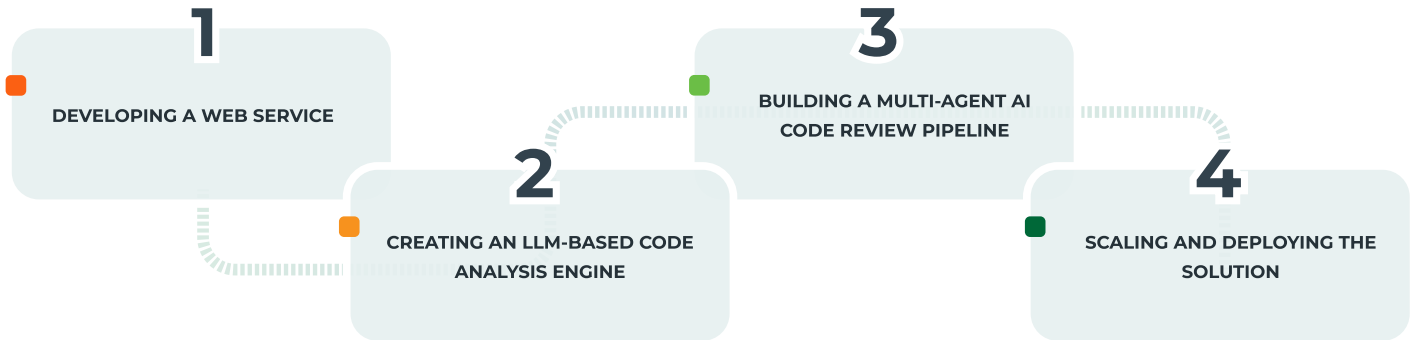 1
DEVELOPING A WEB SERVICE
2
CREATING AN LLM-BASED CODE
ANALYSIS ENGINE
3
BUILDING A MULTI-AGENT AI
CODE REVIEW PIPELINE
4
SCALING AND DEPLOYING THE
SOLUTION